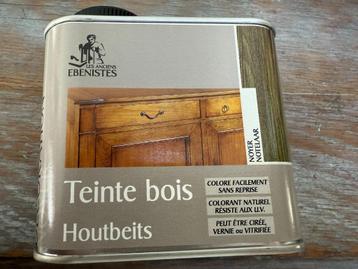 LES ANCIENS
EBENISTES
NOYER
NOTELAAR
Teinte bois
Houtbeits
COLORE FACILEMENT
SANS REPRISE
COLORANT NATUREL
RÉSISTE AUX U.V.
PEUT ÊTRE CIRÉE,
VERNIE OU VITRIFIÉE